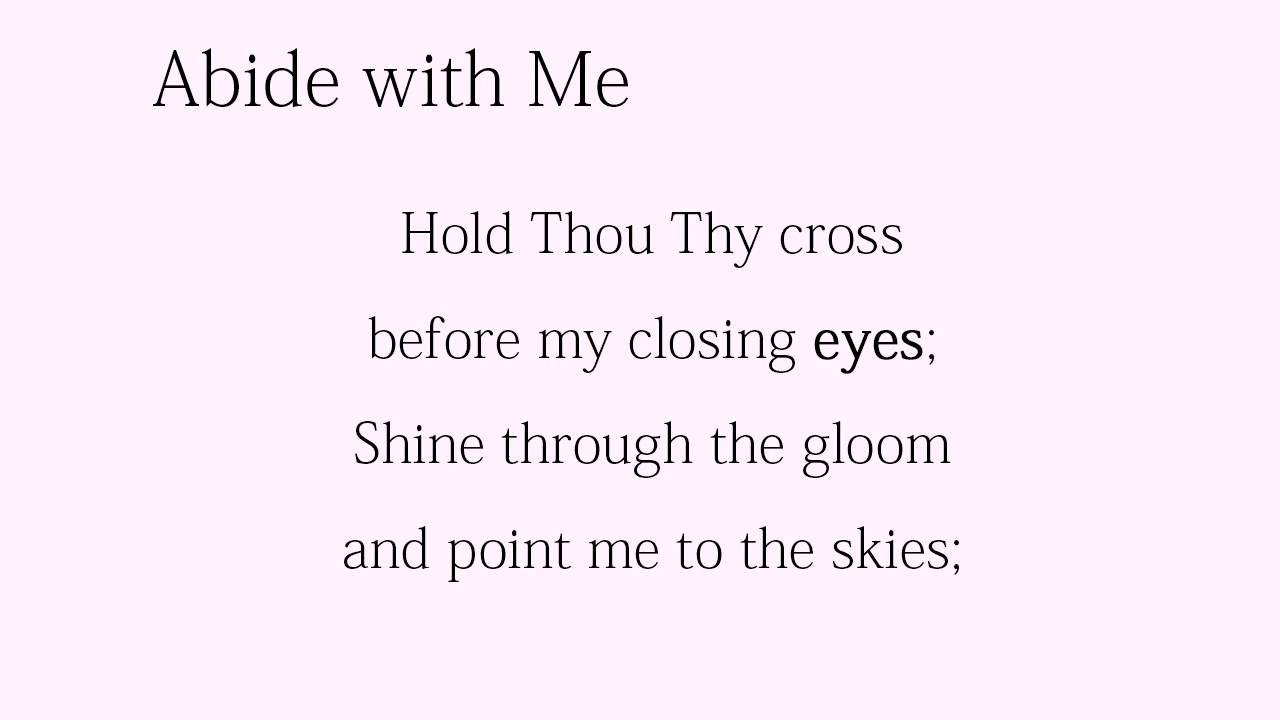 Abide with Me
Hold Thou Thy cross
before my closing eyes;
Shine through the gloom
and point me to the skies;